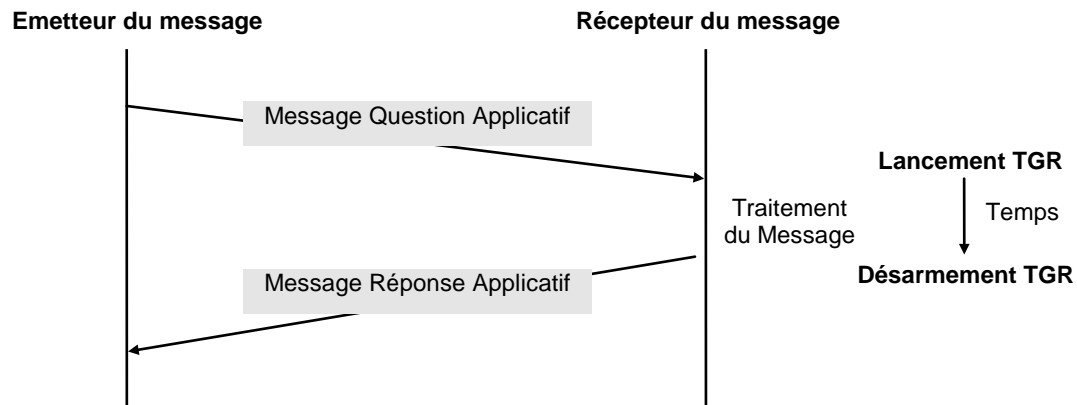 Emetteur du message
Récepteur du message
Message Question Applicatif
Lancement TGR
Traitement
du Message
Temps
Message Réponse Applicatif
Désarmement TGR